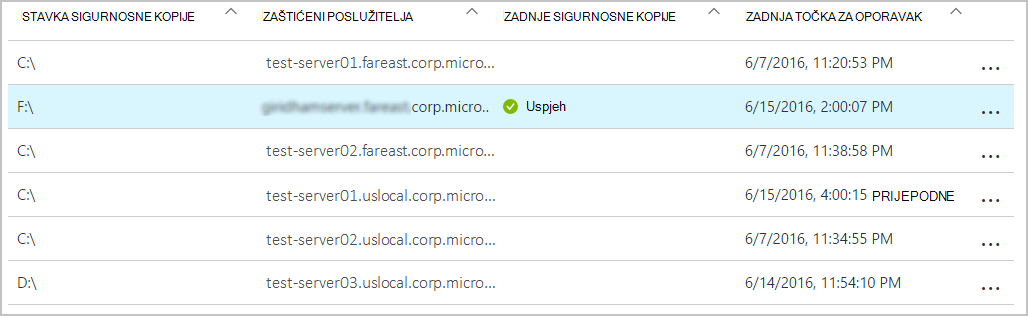 STAVKA SIGURNOSNE KOPIJE ZAŠTIĆENI POSLUŽITELJA ZADNJE SIGURNOSNE KOPIJE ZADNJA TOČKA ZA OPORAVAK
C:\ test-server01.fareast.corp.micro... 6/7/2016, 11:20:53 PM ...
F:\ .corp.micro.. Uspjeh 6/15/2016, 2:00:07 PM ...
C:\ test-server02.fareast.corp.micro... 6/7/2016, 11:38:58 PM ...
C:\ test-server01.uslocal.corp.micro... 6/15/2016, 4:00:15 PRIJEPODNE ...
C:\ test-server02.uslocal.corp.micro... 6/7/2016, 11:34:55 PM ...
D:\ test-server03.uslocal.corp.micro... 6/14/2016, 11:54:10 PM ...